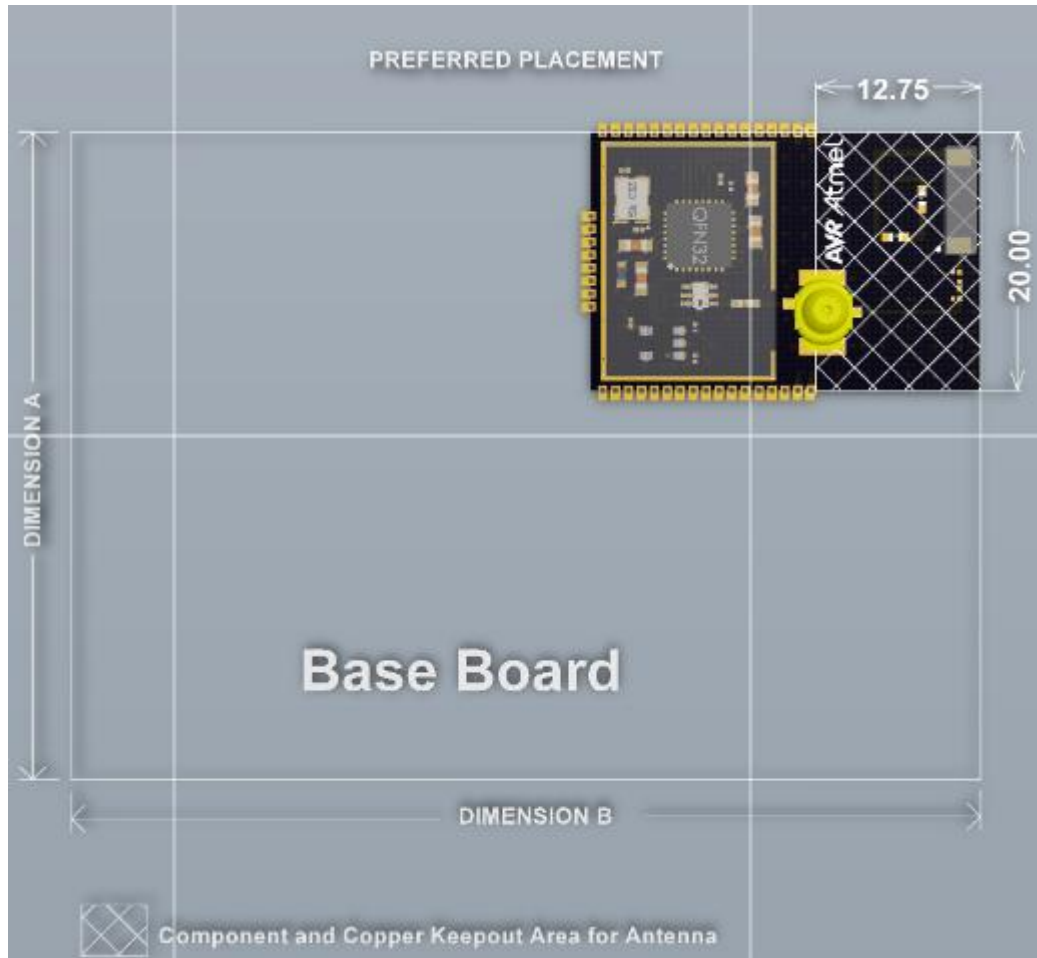 PREFERRED PLACEMENT
12.75
AVR Atmel
QFN32
20.00
DIMENSION A
Base Board
DIMENSION B
Component and Copper Keepout Area for Antenna